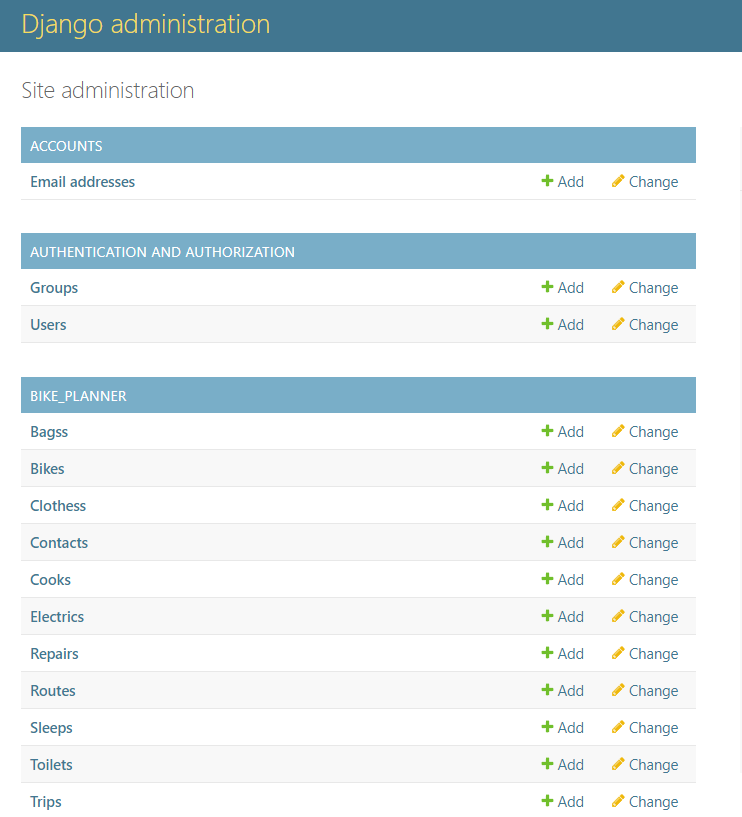 Django administration
Site administration
ACCOUNTS
Email addresses Add Change
AUTHENTICATION AND AUTHORIZATION
Groups Add Change
Users Add Change
BIKE_PLANNER
Bagss Add Change
Bikes Add Change
Clothess Add Change
Contacts Add Change
Cooks Add Change
Electrics Add Change
Repairs Add Change
Routes Add Change
Sleeps Add Change
Toilets Add Change
Trips Add Change